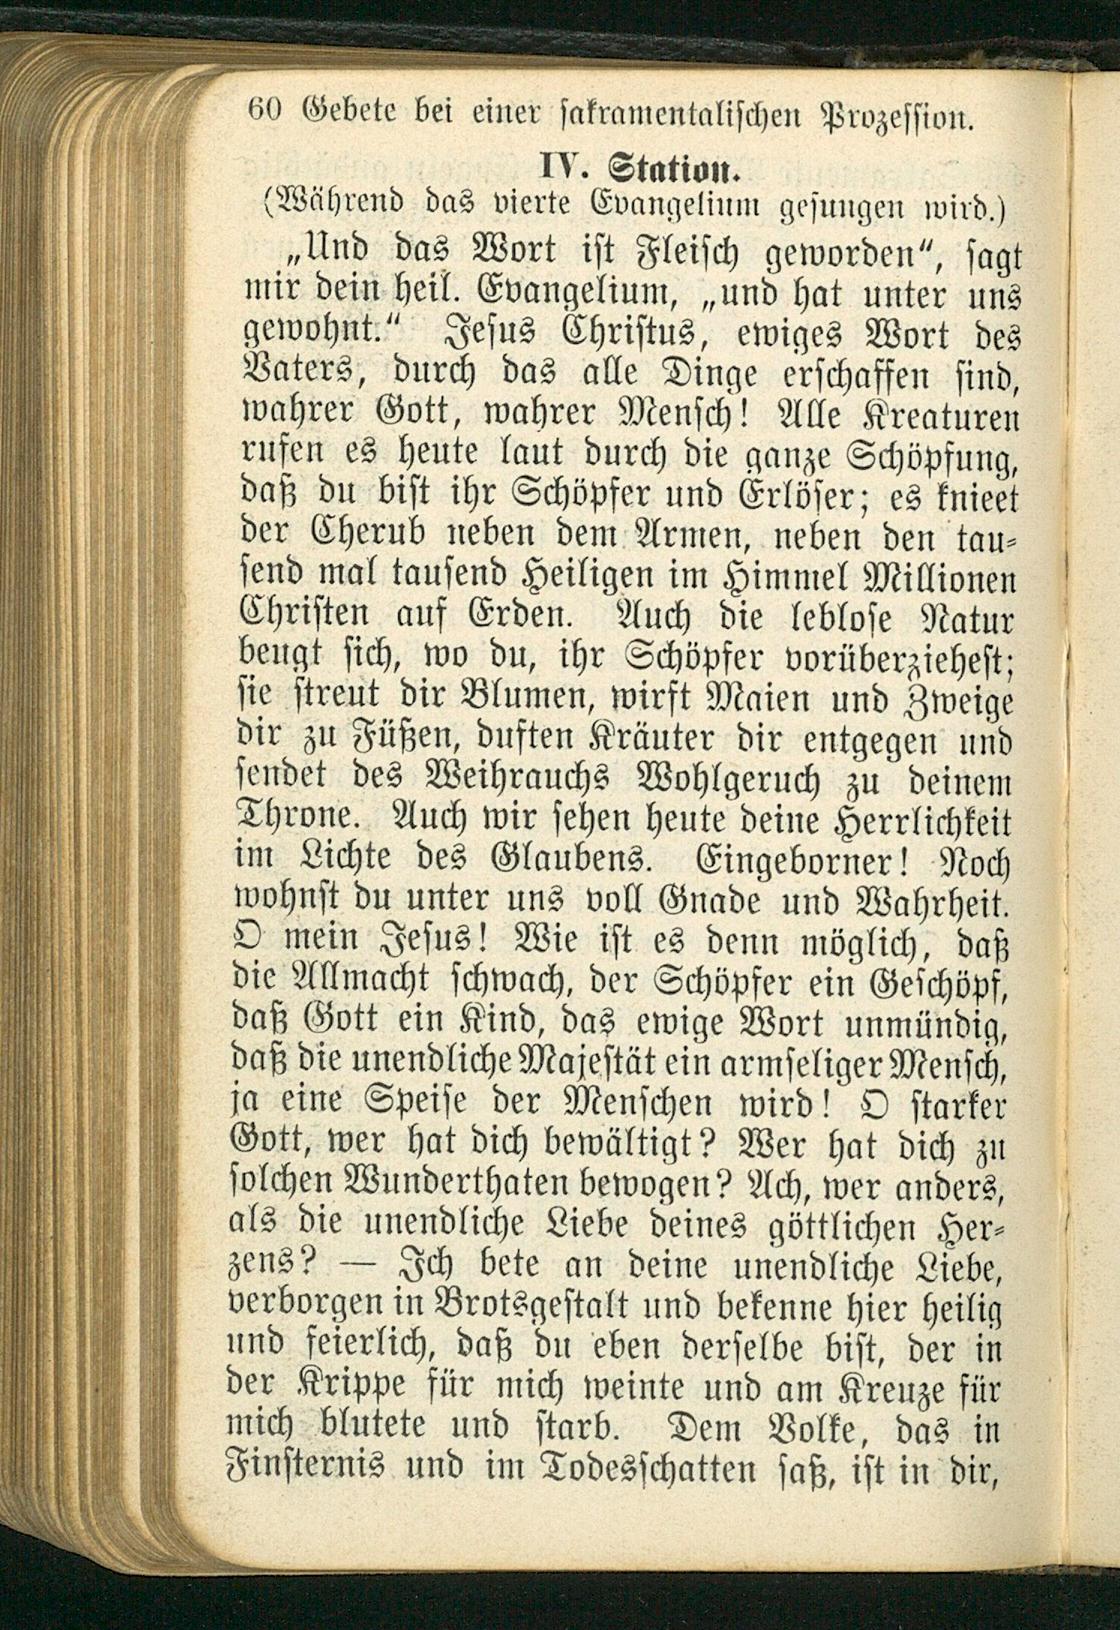 60 Gebete bei einer sakramentalischen Prozession.
IV. Station.
(Während das vierte Evangelium gesungen wird.)
„Und das Wort ist Fleisch geworden“, sagt
mir dein heil. Evangelium, „und hat unter uns
gewohnt.“ Jesus Christus, ewiges Wort des
Vaters, durch das alle Dinge erschaffen sind,
wahrer Gott, wahrer Mensch! Alle Kreaturen
rufen es heute laut durch die ganze Schöpfung,
daß du bist ihr Schöpfer und Erlöser; es knieet
der Cherub neben dem Armen, neben den tau-
send mal tausend Heiligen im Himmel Millionen
Christen auf Erden. Auch die leblose Natur
beugt sich, wo du, ihr Schöpfer vorüberziehest;
sie streut dir Blumen, wirft Maien und Zweige
dir zu Füßen, duften Kräuter dir entgegen und
sendet des Weihrauchs Wohlgeruch zu deinem
Throne. Auch wir sehen heute deine Herrlichkeit
im Lichte des Glaubens. Eingeborner! Noch
wohnst du unter uns voll Gnade und Wahrheit.
O mein Jesus! Wie ist es denn möglich, daß
die Allmacht schwach, der Schöpfer ein Geschöpf,
daß Gott ein Kind, das ewige Wort unmündig,
daß die unendliche Majestät ein armseliger Mensch,
ja eine Speise der Menschen wird! O starker
Gott, wer hat dich bewältigt? Wer hat dich zu
solchen Wunderthaten bewogen? Ach, wer anders,
als die unendliche Liebe deines göttlichen Her-
zens? — Ich bete an deine unendliche Liebe,
verborgen in Brotsgestalt und bekenne hier heilig
und feierlich, daß du eben derselbe bist, der in
der Krippe für mich weinte und am Kreuze für
mich blutete und starb. Dem Volke, das in
Finsternis und im Todesschatten saß, ist in dir,